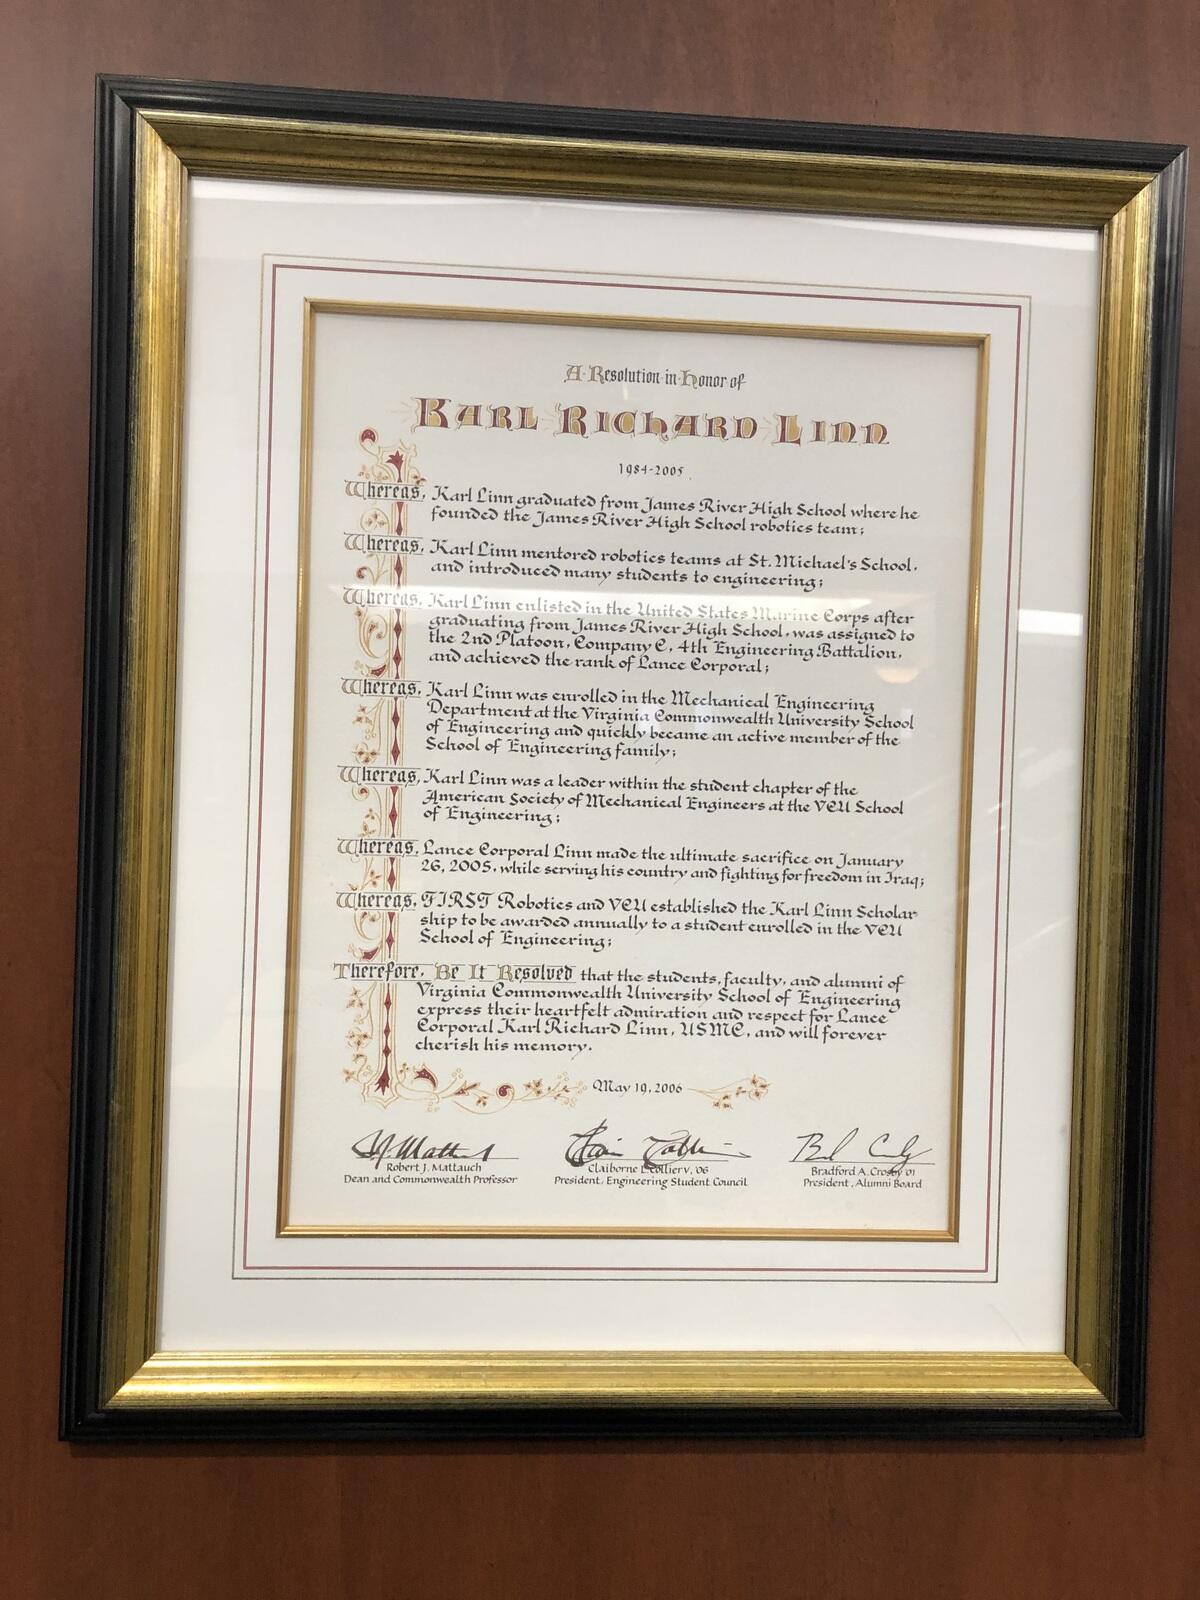 A Resolution in Honor of
Karl Richard Linn
1984-2005
Whereas, Karl Linn graduated from James River High School where he
founded the James River High School robotics team;
Whereas, Karl Linn mentored robotics teams at St. Michael's School,
and introduced many students to engineering;
Whereas, Karl Linn enlisted in the United States Marine Corps after
graduating from James River High School, was assigned to
the 2nd Platoon, Company C, 4th Engineering Battalion,
and achieved the rank of Lance Corporal;
Whereas, Karl Linn was enrolled in the Mechanical Engineering
Department at the Virginia Commonwealth University School
of Engineering and quickly became an active member of the
School of Engineering family;
Whereas, Karl Linn was a leader within the student chapter of the
American Society of Mechanical Engineers at the VCU School
of Engineering;
Whereas, Lance Corporal Linn made the ultimate sacrifice on January
26, 2005, while serving his country and fighting for freedom in Iraq;
Whereas, FIRST Robotics and VCU established the Karl Linn Scholar-
ship to be awarded annually to a student enrolled in the VCU
School of Engineering;
Therefore, Be It Resolved that the students, faculty, and alumni of
Virginia Commonwealth University School of Engineering
express their heartfelt admiration and respect for Lance
Corporal Karl Richard Linn, USMC, and will forever
cherish his memory.
May 19, 2006
Robert J. Mattauch
Dean and Commonwealth Professor
Claiborne L. Collier V, '06
President, Engineering Student Council
Bradford A. Crosby '01
President, Alumni Board